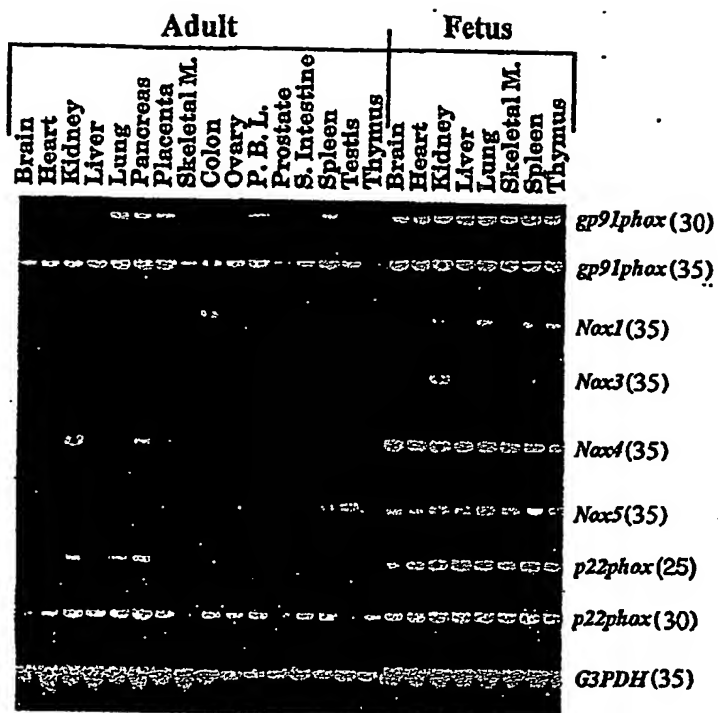 Adult Fetus
Brain
Heart
Kidney
Liver
Lung
Pancreas
Placenta
Skeletal M.
Colon
Ovary
P. B. L.
Prostate
S. Intestine
Spleen
Testis
Thymus
Brain
Heart
Kidney
Liver
Lung
Skeletal M.
Spleen
Thymus
gp91phox (30)
gp91phox (35)
Nox1 (35)
Nox3 (35)
Nox4 (35)
Nox5 (35)
p22phox (25)
p22phox (30)
G3PDH (35)